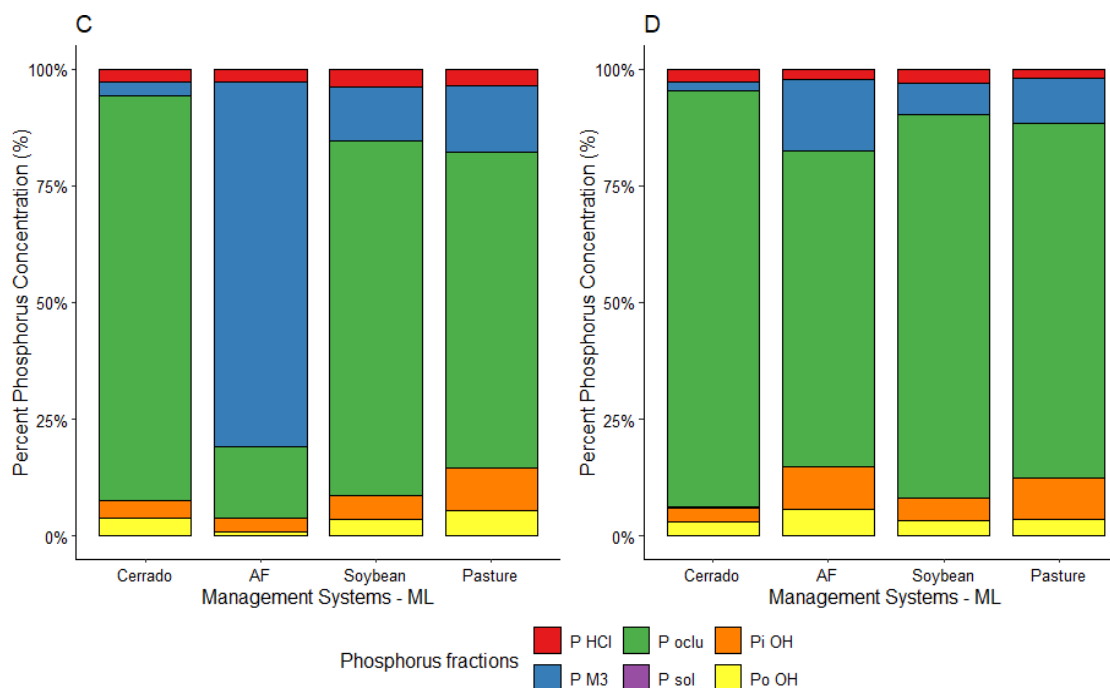 C
Percent Phosphorus Concentration (%)
100%
75%
50%
25%
0%
Cerrado AF Soybean Pasture
Management Systems - ML
D
Percent Phosphorus Concentration (%)
100%
75%
50%
25%
0%
Cerrado AF Soybean Pasture
Management Systems - ML
Phosphorus fractions
P HCl P oclu Pi OH
P M3 P sol Po OH